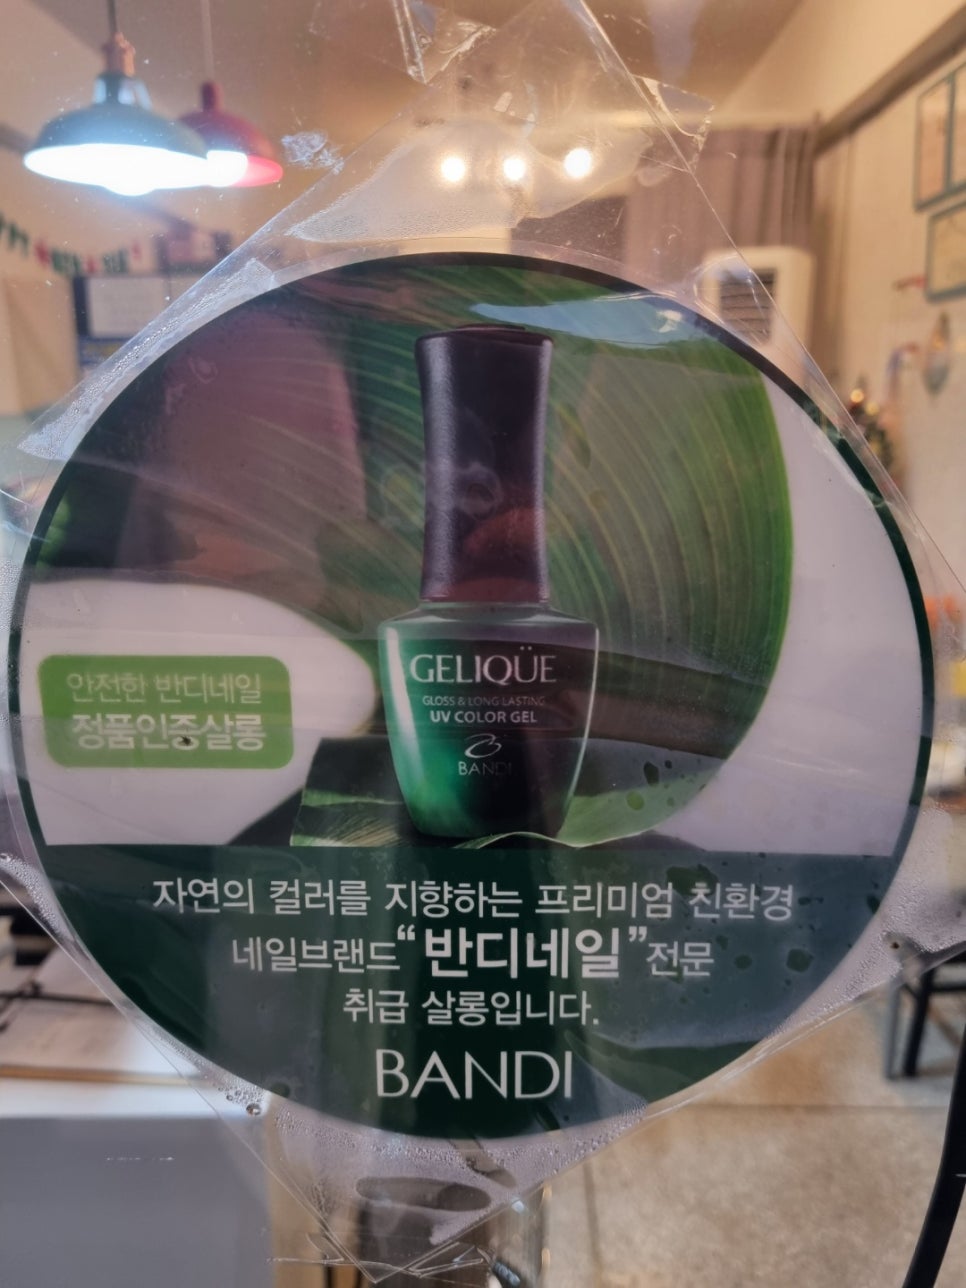 GELIQÜE
GLOSS & LONG LASTING
UV COLOR GEL
BANDI
안전한 반디네일
정품인증살롱
자연의 컬러를 지향하는 프리미엄 친환경
네일브랜드 “반디네일” 전문
취급 살롱입니다.
BANDI